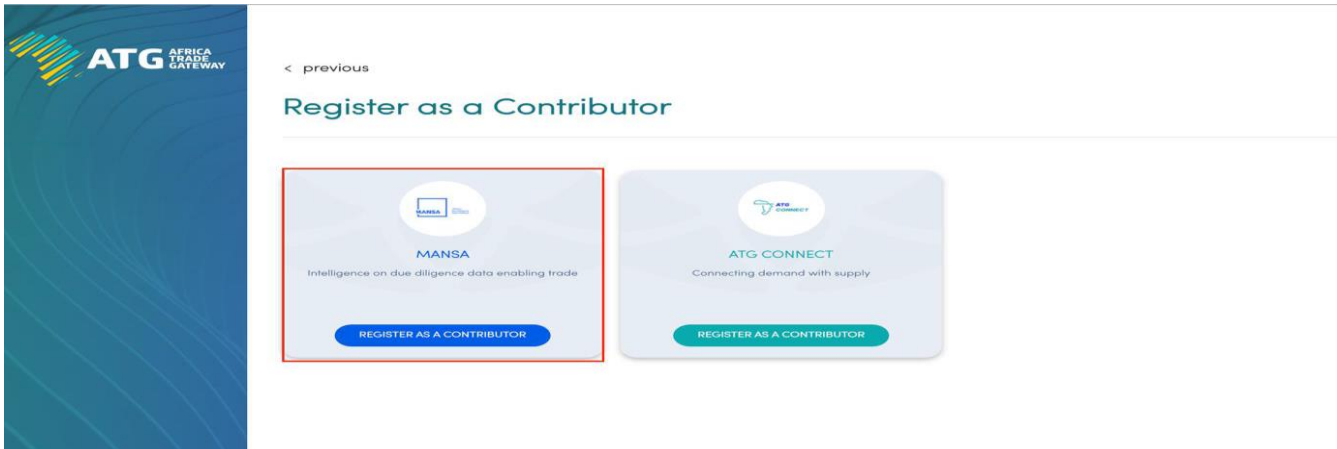 ATG AFRICA TRADE GATEWAY
< previous
Register as a Contributor
MANSA
MANSA
Intelligence on due diligence data enabling trade
REGISTER AS A CONTRIBUTOR
ATG CONNECT
ATG CONNECT
Connecting demand with supply
REGISTER AS A CONTRIBUTOR